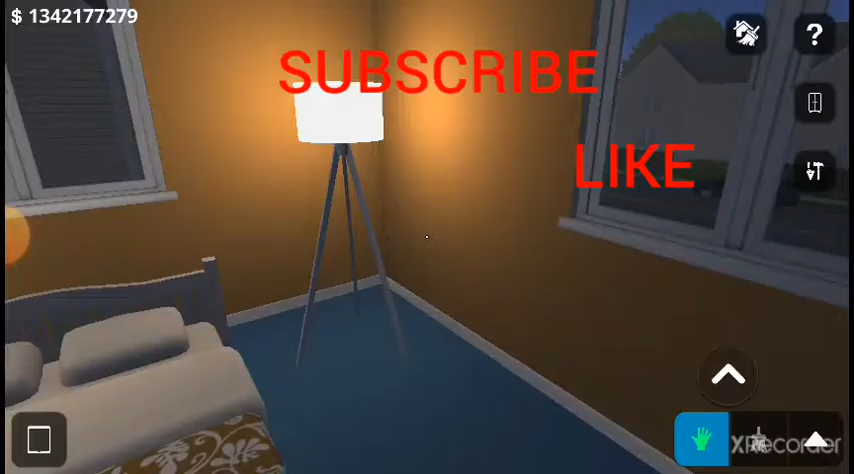 $ 1342177279
?
SUBSCRIBE
LIKE
XRecorder